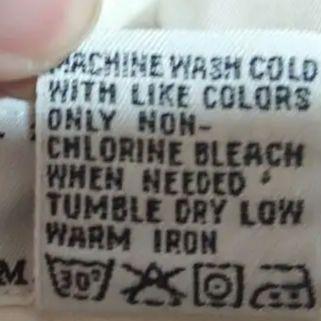 MACHINE WASH COLD
WITH LIKE COLORS
ONLY NON-
CHLORINE BLEACH
WHEN NEEDED
TUMBLE DRY LOW
WARM IRON
M 30°